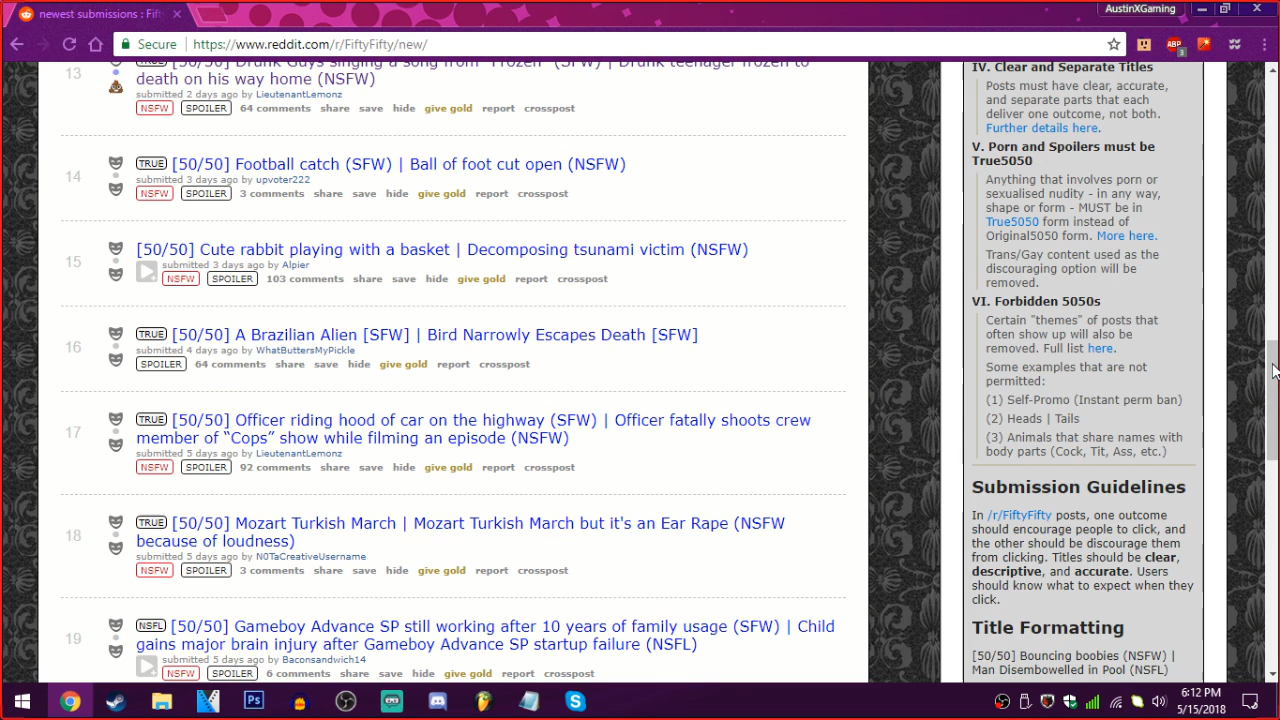 newest submissions : Fift
AustinXGaming
Secure https://www.reddit.com/r/FiftyFifty/new/
ABP 3
13
TRUE [50/50] Drunk Guys singing a song from "Frozen" (SFW) | Drunk teenager frozen to
death on his way home (NSFW)
submitted 2 days ago by LieutenantLemonz
NSFW SPOILER 64 comments share save hide give gold report crosspost
14
TRUE [50/50] Football catch (SFW) | Ball of foot cut open (NSFW)
submitted 3 days ago by upvoter222
NSFW SPOILER 3 comments share save hide give gold report crosspost
15
[50/50] Cute rabbit playing with a basket | Decomposing tsunami victim (NSFW)
submitted 3 days ago by Alpier
NSFW SPOILER 103 comments share save hide give gold report crosspost
16
TRUE [50/50] A Brazilian Alien [SFW] | Bird Narrowly Escapes Death [SFW]
submitted 4 days ago by WhatButtersMyPickle
SPOILER 64 comments share save hide give gold report crosspost
17
TRUE [50/50] Officer riding hood of car on the highway (SFW) | Officer fatally shoots crew
member of “Cops” show while filming an episode (NSFW)
submitted 5 days ago by LieutenantLemonz
NSFW SPOILER 92 comments share save hide give gold report crosspost
18
TRUE [50/50] Mozart Turkish March | Mozart Turkish March but it's an Ear Rape (NSFW
because of loudness)
submitted 5 days ago by N0TaCreativeUsername
NSFW SPOILER 3 comments share save hide give gold report crosspost
19
NSFL [50/50] Gameboy Advance SP still working after 10 years of family usage (SFW) | Child
gains major brain injury after Gameboy Advance SP startup failure (NSFL)
submitted 5 days ago by Baconsandwich14
NSFW SPOILER 6 comments share save hide give gold report crosspost
IV. Clear and Separate Titles
Posts must have clear, accurate,
and separate parts that each
deliver one outcome, not both.
Further details here.
V. Porn and Spoilers must be
True5050
Anything that involves porn or
sexualised nudity - in any way,
shape or form - MUST be in
True5050 form instead of
Original5050 form. More here.
Trans/Gay content used as the
discouraging option will be
removed.
VI. Forbidden 5050s
Certain "themes" of posts that
often show up will also be
removed. Full list here.
Some examples that are not
permitted:
(1) Self-Promo (Instant perm ban)
(2) Heads | Tails
(3) Animals that share names with
body parts (Cock, Tit, Ass, etc.)
Submission Guidelines
In /r/FiftyFifty posts, one outcome
should encourage people to click, and
the other should be discourage them
from clicking. Titles should be clear,
descriptive, and accurate. Users
should know what to expect when they
click.
Title Formatting
[50/50] Bouncing boobies (NSFW) |
Man Disembowelled in Pool (NSFL)
Ps
6:12 PM
5/15/2018